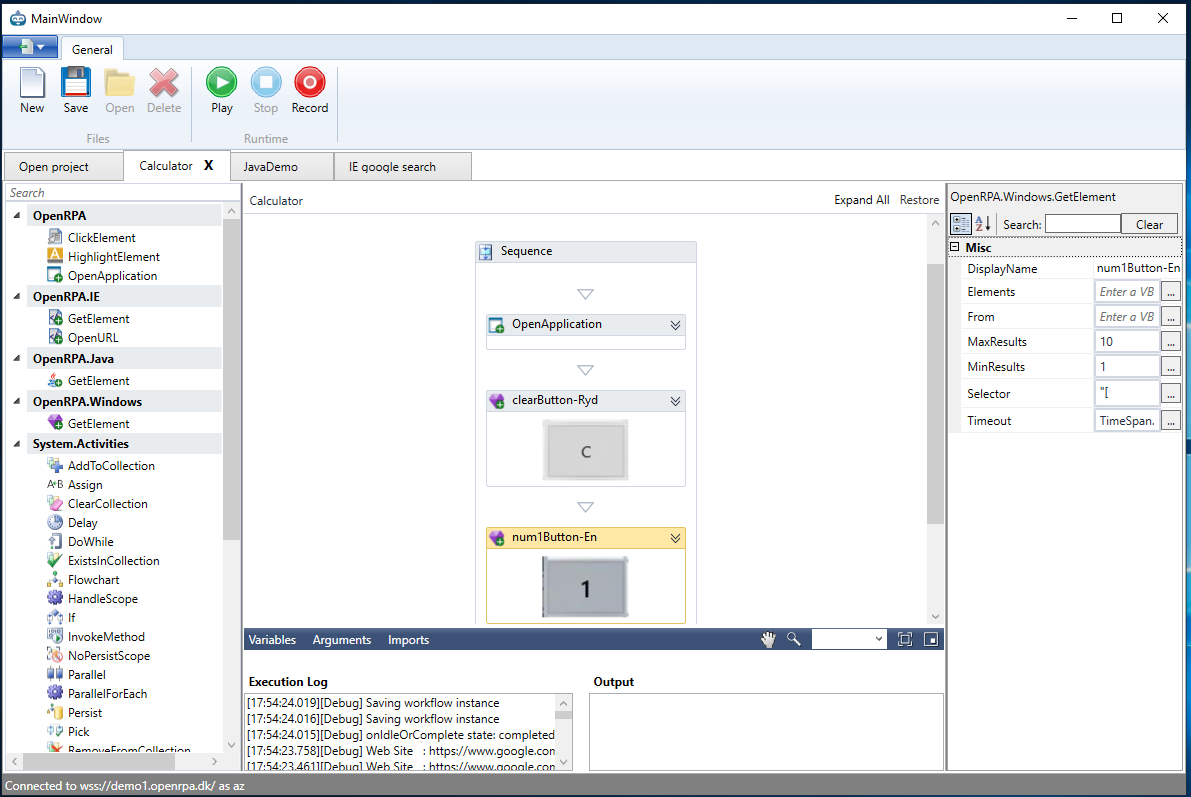 MainWindow
General
New Save Open Delete Play Stop Record
Files Runtime
Open project Calculator X JavaDemo IE google search
Search
OpenRPA
ClickElement
HighlightElement
OpenApplication
OpenRPA.IE
GetElement
OpenURL
OpenRPA.Java
GetElement
OpenRPA.Windows
GetElement
System.Activities
AddToCollection
A+B Assign
ClearCollection
Delay
DoWhile
ExistsInCollection
Flowchart
HandleScope
If
InvokeMethod
NoPersistScope
Parallel
ParallelForEach
Persist
Pick
RemoveFromCollection
Calculator Expand All Restore
Sequence
OpenApplication
clearButton-Ryd
C
num1Button-En
1
Variables Arguments Imports
Execution Log
[17:54:24.019][Debug] Saving workflow instance
[17:54:24.016][Debug] Saving workflow instance
[17:54:24.015][Debug] onIdleOrComplete state: completed
[17:54:23.758][Debug] Web Site : https://www.google.con
[17:54:23.461][Debug] Web Site : https://www.google.con
Output
OpenRPA.Windows.GetElement
A Z Search: Clear
Misc
DisplayName num1Button-En
Elements Enter a VB ...
From Enter a VB ...
MaxResults 10 ...
MinResults 1 ...
Selector "[ ...
Timeout TimeSpan. ...
Connected to wss://demo1.openrpa.dk/ as az